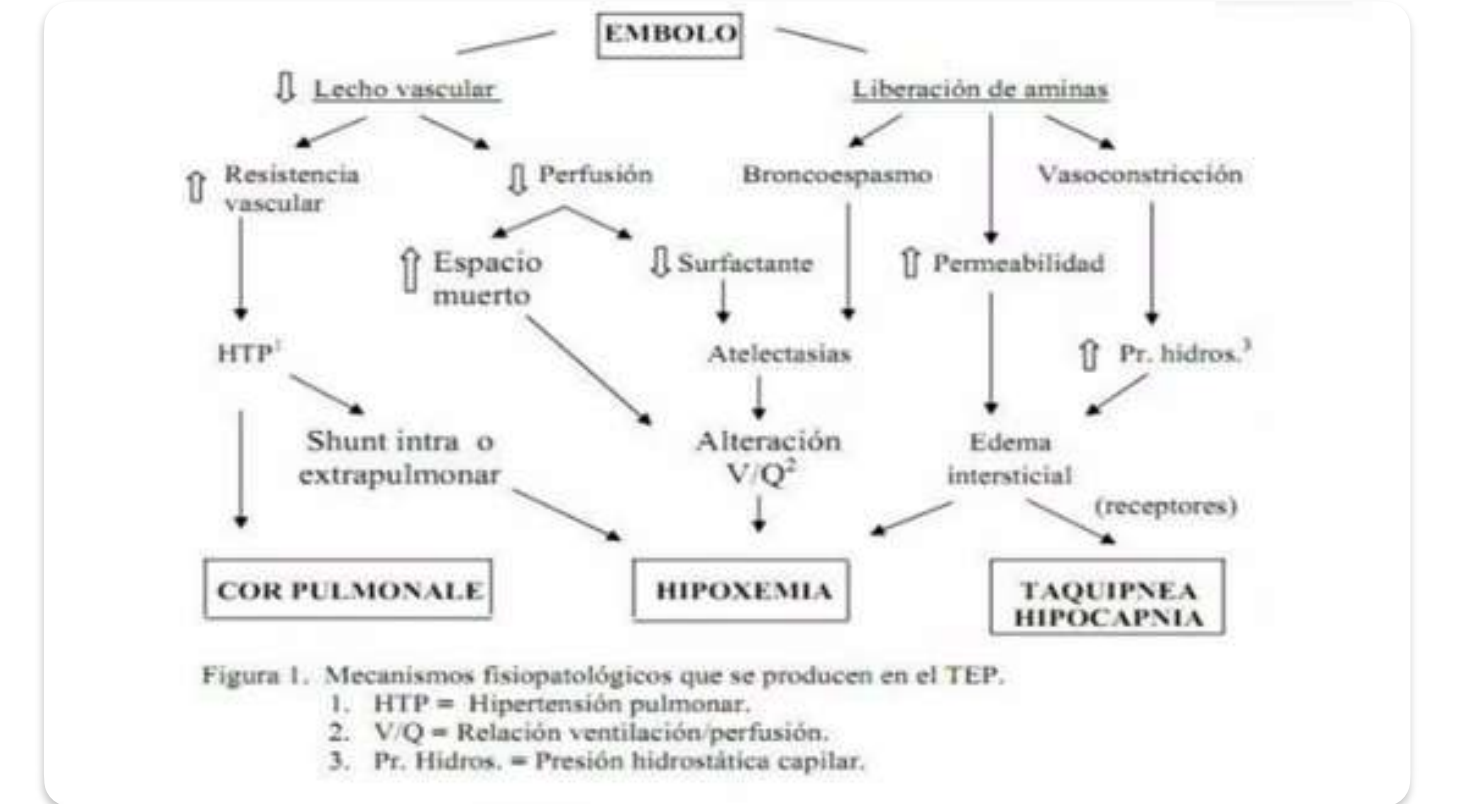 EMBOLO
Lecho vascular
Liberación de aminas
Resistencia
vascular
Perfusión
Broncoespasmo
Vasoconstricción
Espacio
muerto
Surfactante
Permeabilidad
HTP¹
Atelectasias
Pr. hidros.³
Shunt intra o
extrapulmonar
Alteración
V/Q²
Edema
intersticial
(receptores)
COR PULMONALE
HIPOXEMIA
TAQUIPNEA
HIPOCAPNIA
Figura 1. Mecanismos fisiopatológicos que se producen en el TEP.
1. HTP = Hipertensión pulmonar.
2. V/Q = Relación ventilación/perfusión.
3. Pr. Hidros. = Presión hidrostática capilar.